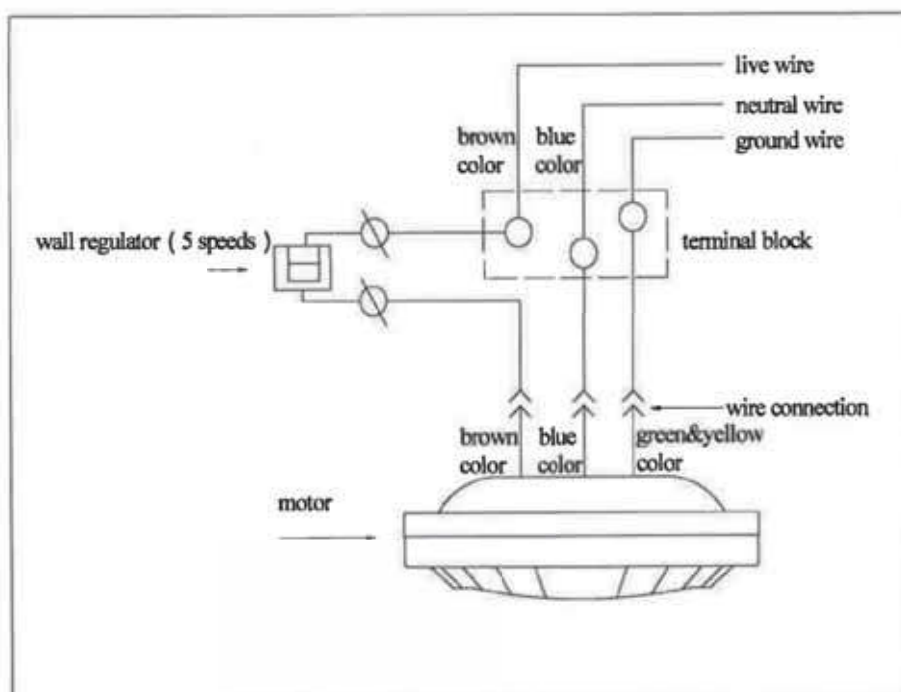 live wire
neutral wire
brown color
blue color
ground wire
wall regulator ( 5 speeds )
terminal block
wire connection
brown color
blue color
green&yellow color
motor